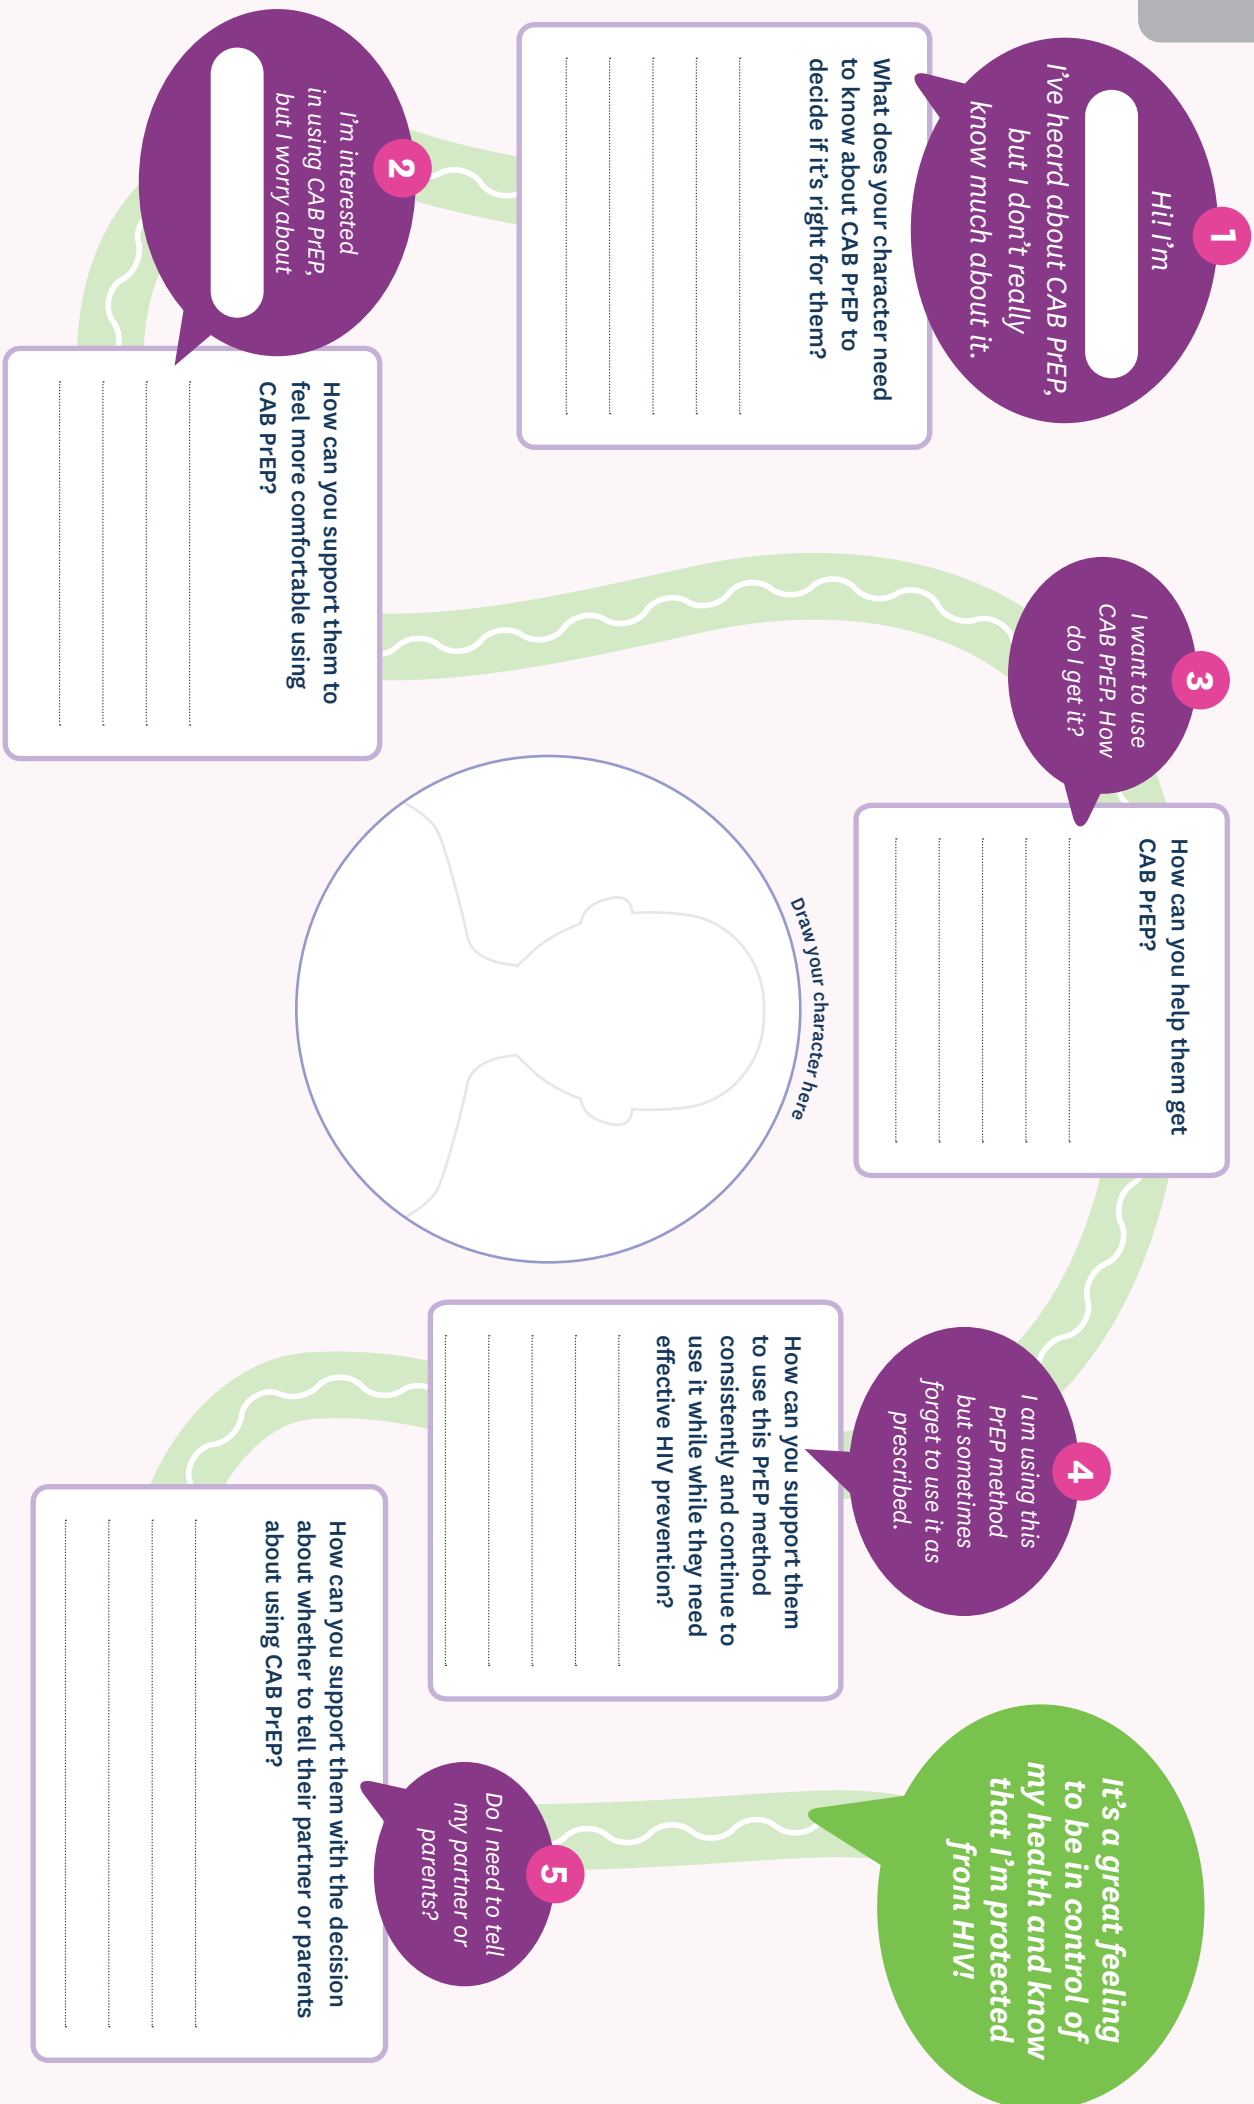 1
Hi! I’m
I’ve heard about CAB PrEP,
but I don’t really
know much about it.
What does your character need
to know about CAB PrEP to
decide if it’s right for them?
2
I’m interested
in using CAB PrEP,
but I worry about
How can you support them to
feel more comfortable using
CAB PrEP?
3
I want to use
CAB PrEP. How
do I get it?
How can you help them get
CAB PrEP?
Draw your character here
4
I am using this
PrEP method
but sometimes
forget to use it as
prescribed.
How can you support them
to use this PrEP method
consistently and continue to
use it while while they need
effective HIV prevention?
5
Do I need to tell
my partner or
parents?
How can you support them with the decision
about whether to tell their partner or parents
about using CAB PrEP?
It’s a great feeling
to be in control of
my health and know
that I’m protected
from HIV!